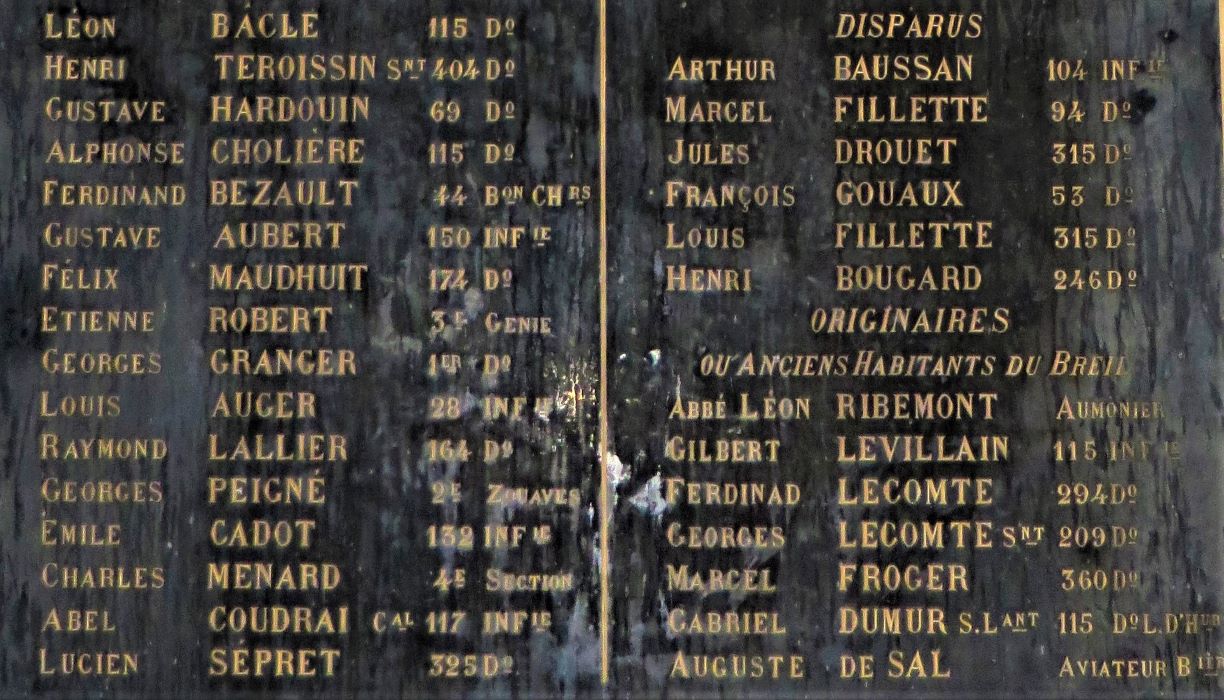 LÉON BÂCLE 115 Dº
HENRI TEROISSIN SNT 404 Dº
GUSTAVE HARDOUIN 69 Dº
ALPHONSE CHOLIÈRE 115 Dº
FERDINAND BEZAULT 44 BON CHRS
GUSTAVE AUBERT 150 INFIE
FÉLIX MAUDHUIT 174 Dº
ETIENNE ROBERT 3E GENIE
GEORGES GRANGER 1ER Dº
LOUIS AUGER 28 INFIE
RAYMOND LALLIER 164 Dº
GEORGES PEIGNÉ 2E ZOUAVES
ÉMILE CADOT 132 INFIE
CHARLES MENARD 4E SECTION
ABEL COUDRAI CAL 117 INFIE
LUCIEN SÉPRET 325 Dº
DISPARUS
ARTHUR BAUSSAN 104 INFIE
MARCEL FILLETTE 94 Dº
JULES DROUET 315 Dº
FRANÇOIS GOUAUX 53 Dº
LOUIS FILLETTE 315 Dº
HENRI BOUGARD 246 Dº
ORIGINAIRES
OU ANCIENS HABITANTS DU BREIL
ABBÉ LÉON RIBEMONT AUMONIER
GILBERT LEVILLAIN 115 INFIE
FERDINAD LECOMTE 294 Dº
GEORGES LECOMTE SNT 209 Dº
MARCEL FROGER 360 Dº
GABRIEL DUMUR S.LANT 115 Dº L.D'HUR
AUGUSTE DE SAL AVIATEUR BIER